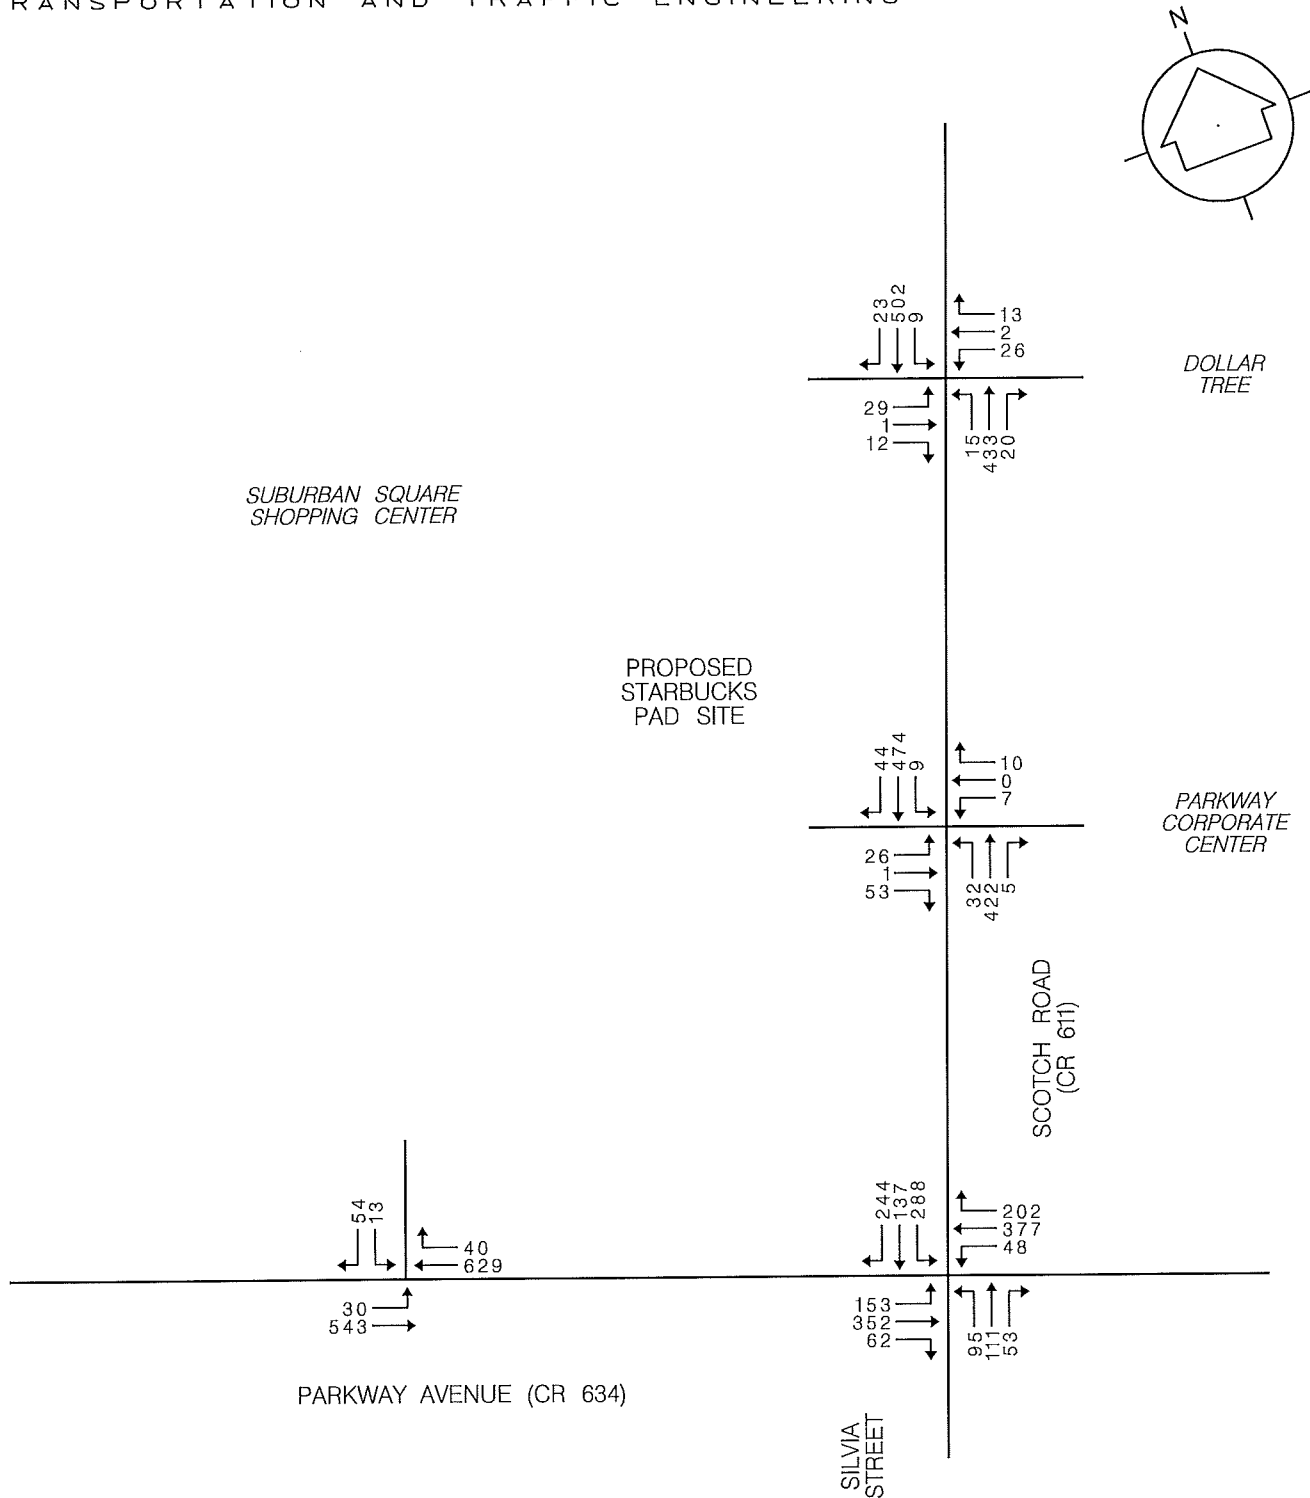 TRANSPORTATION AND TRAFFIC ENGINEERING
N
23
502
9
13
2
26
DOLLAR
TREE
29
1
12
15
433
20
SUBURBAN SQUARE
SHOPPING CENTER
PROPOSED
STARBUCKS
PAD SITE
44
474
9
10
0
7
PARKWAY
CORPORATE
CENTER
26
1
53
32
422
5
SCOTCH ROAD
(CR 611)
54
13
40
629
30
543
244
137
288
202
377
48
153
352
62
95
111
53
PARKWAY AVENUE (CR 634)
SILVIA
STREET